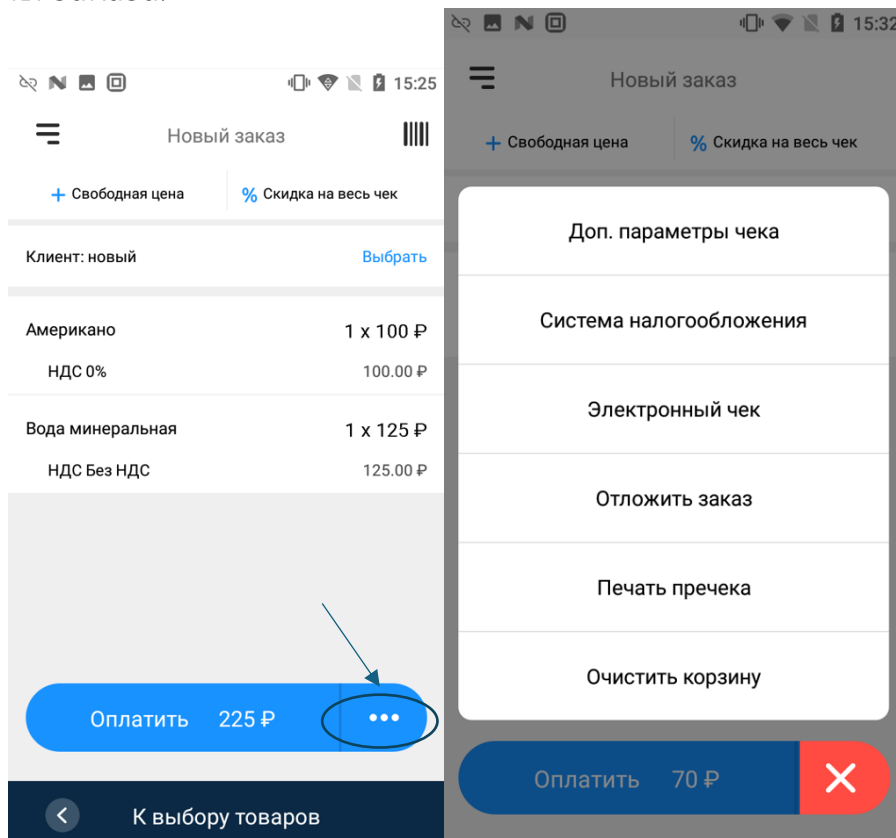 15:25
Новый заказ
+ Свободная цена
% Скидка на весь чек
Клиент: новый
Выбрать
Американо
1 x 100 ₽
НДС 0%
100.00 ₽
Вода минеральная
1 x 125 ₽
НДС Без НДС
125.00 ₽
Оплатить 225 ₽
К выбору товаров
15:32
Новый заказ
+ Свободная цена
% Скидка на весь чек
Доп. параметры чека
Система налогообложения
Электронный чек
Отложить заказ
Печать пречека
Очистить корзину
Оплатить 70 ₽